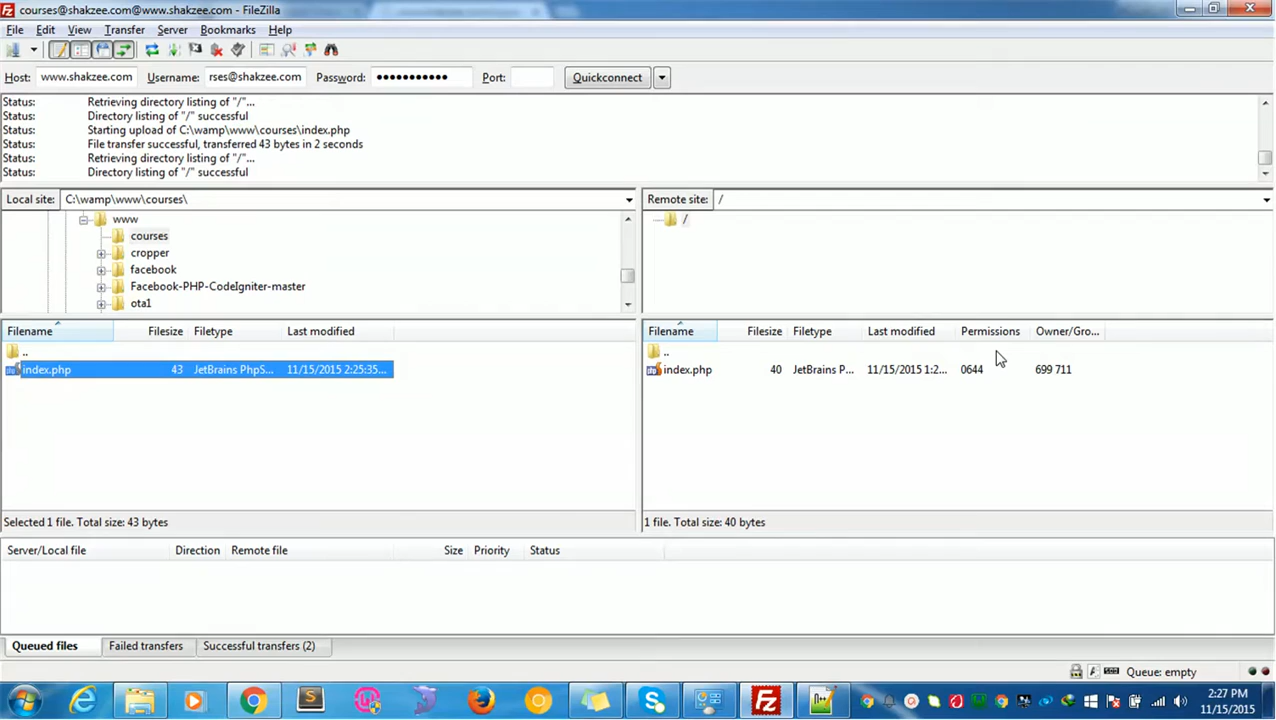 courses@shakzee.com@www.shakzee.com - FileZilla
File Edit View Transfer Server Bookmarks Help
Host: www.shakzee.com Username: rses@shakzee.com Password: ●●●●●●●●●●● Port: Quickconnect
Status: Retrieving directory listing of "/"...
Status: Directory listing of "/" successful
Status: Starting upload of C:\wamp\www\courses\index.php
Status: File transfer successful, transferred 43 bytes in 2 seconds
Status: Retrieving directory listing of "/"...
Status: Directory listing of "/" successful
Local site: C:\wamp\www\courses\
Remote site: /
www
courses
cropper
facebook
Facebook-PHP-CodeIgniter-master
ota1
/
Filename Filesize Filetype Last modified
..
index.php 43 JetBrains PhpS... 11/15/2015 2:25:35...
Selected 1 file. Total size: 43 bytes
Filename Filesize Filetype Last modified Permissions Owner/Gro...
..
index.php 40 JetBrains P... 11/15/2015 1:2... 0644 699 711
1 file. Total size: 40 bytes
Server/Local file Direction Remote file Size Priority Status
Queued files Failed transfers Successful transfers (2)
Queue: empty
2:27 PM
11/15/2015